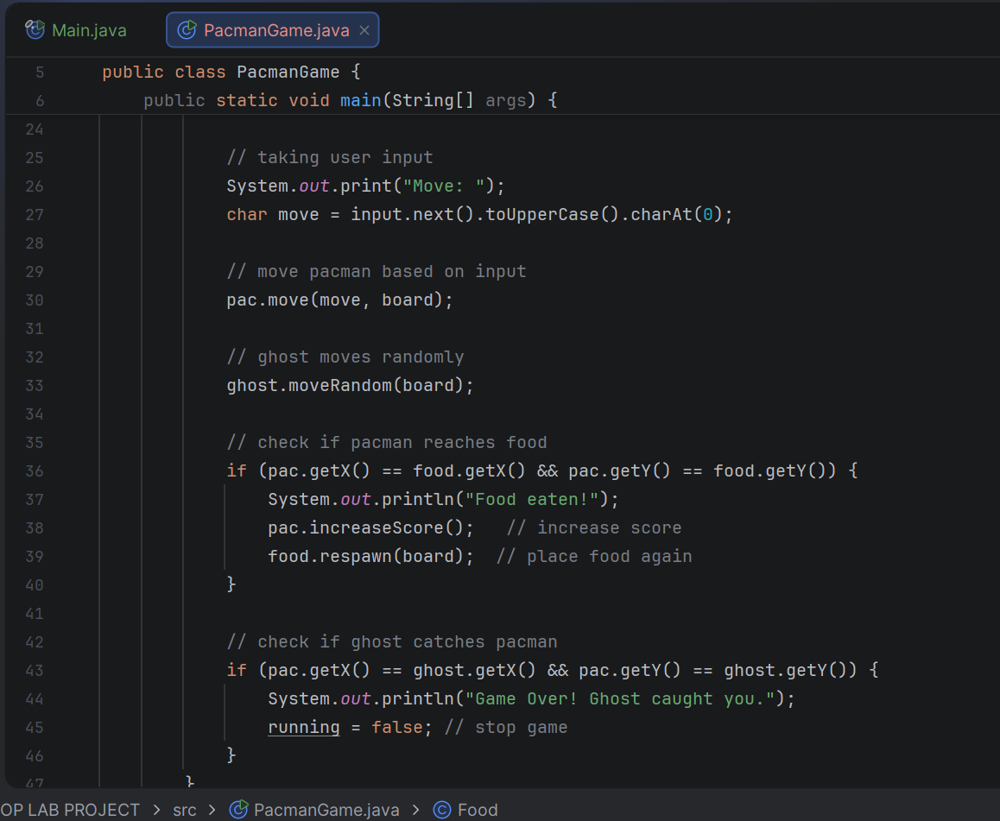 Main.java
PacmanGame.java
5 public class PacmanGame {
6     public static void main(String[] args) {
24
25             // taking user input
26             System.out.print("Move: ");
27             char move = input.next().toUpperCase().charAt(0);
28
29             // move pacman based on input
30             pac.move(move, board);
31
32             // ghost moves randomly
33             ghost.moveRandom(board);
34
35             // check if pacman reaches food
36             if (pac.getX() == food.getX() && pac.getY() == food.getY()) {
37                 System.out.println("Food eaten!");
38                 pac.increaseScore();   // increase score
39                 food.respawn(board);  // place food again
40             }
41
42             // check if ghost catches pacman
43             if (pac.getX() == ghost.getX() && pac.getY() == ghost.getY()) {
44                 System.out.println("Game Over! Ghost caught you.");
45                 running = false; // stop game
46             }
47         }
OP LAB PROJECT > src > PacmanGame.java > Food